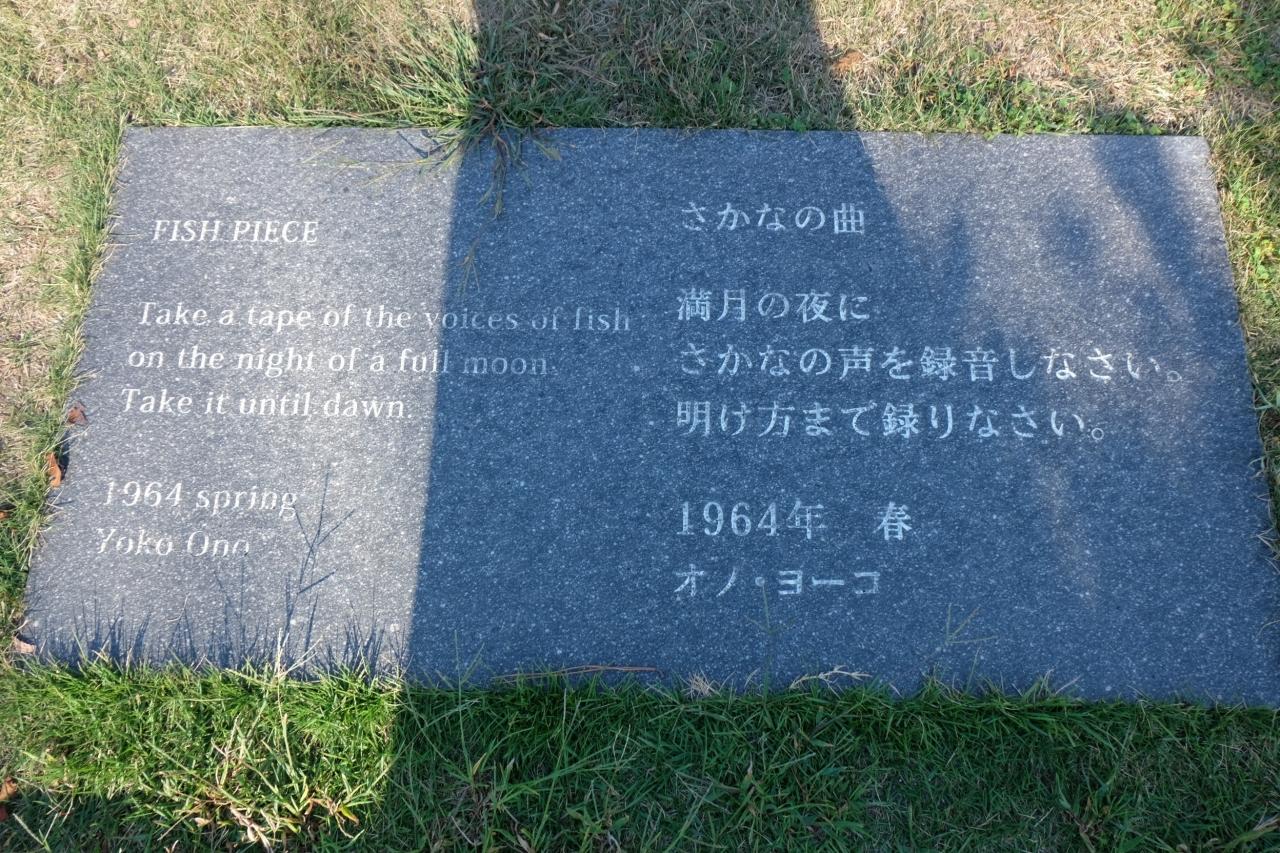 FISH PIECE
Take a tape of the voices of fish
on the night of a full moon.
Take it until dawn.
1964 spring
Yoko Ono
さかなの曲
満月の夜に
さかなの声を録音しなさい。
明け方まで録りなさい。
1964年　春
オノ・ヨーコ